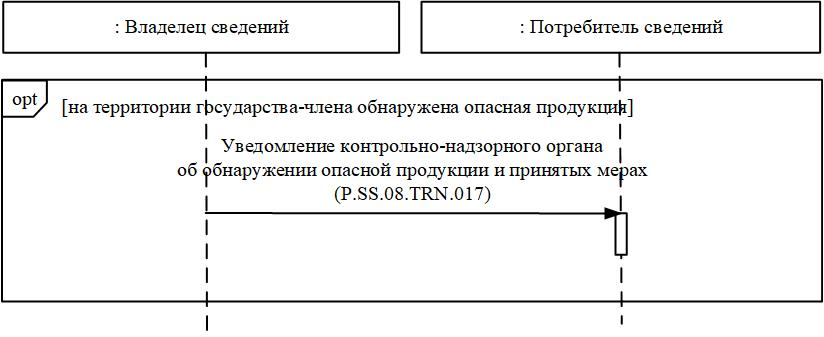 : Владелец сведений
: Потребитель сведений
opt
[на территории государства-члена обнаружена опасная продукция]
Уведомление контрольно-надзорного органа
об обнаружении опасной продукции и принятых мерах
(P.SS.08.TRN.017)